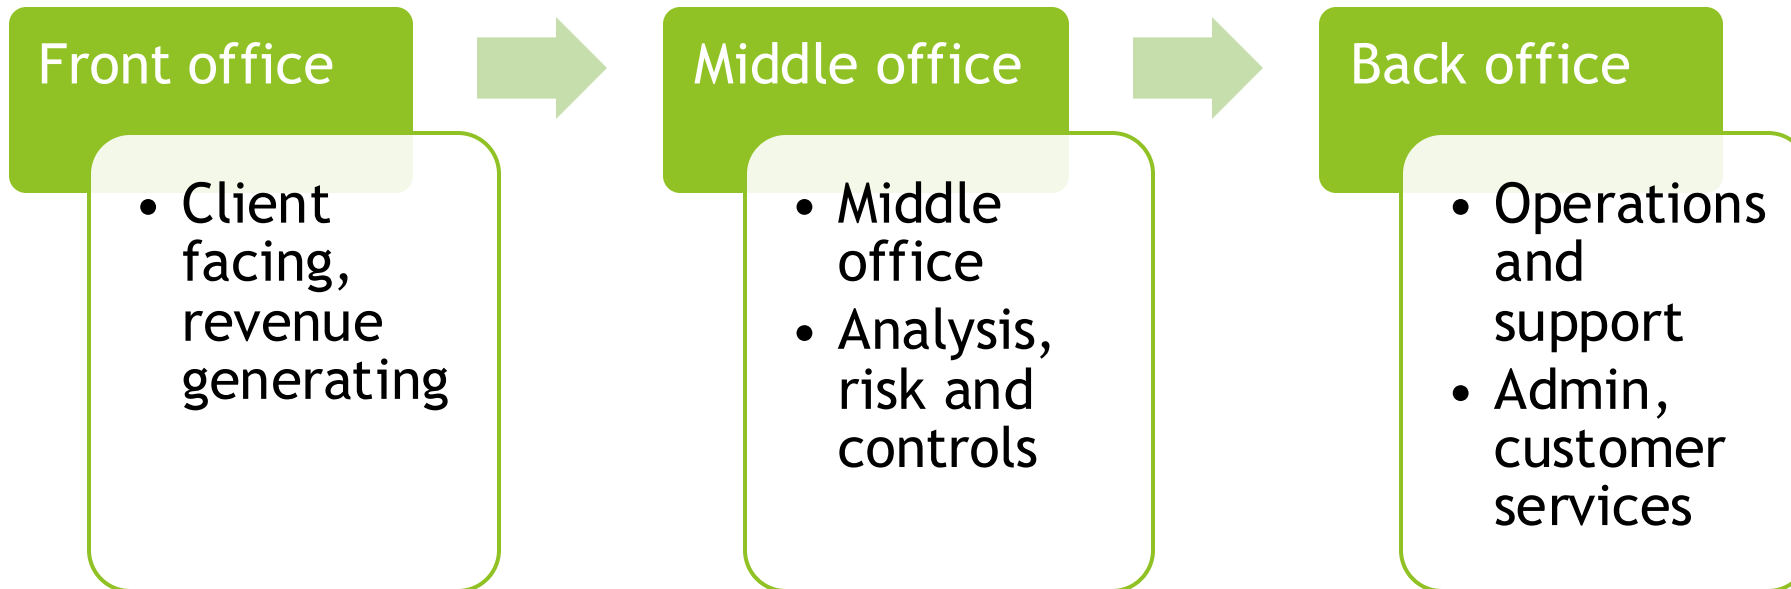 Front office
• Client
facing,
revenue
generating
Middle office
• Middle
office
• Analysis,
risk and
controls
Back office
• Operations
and
support
• Admin,
customer
services